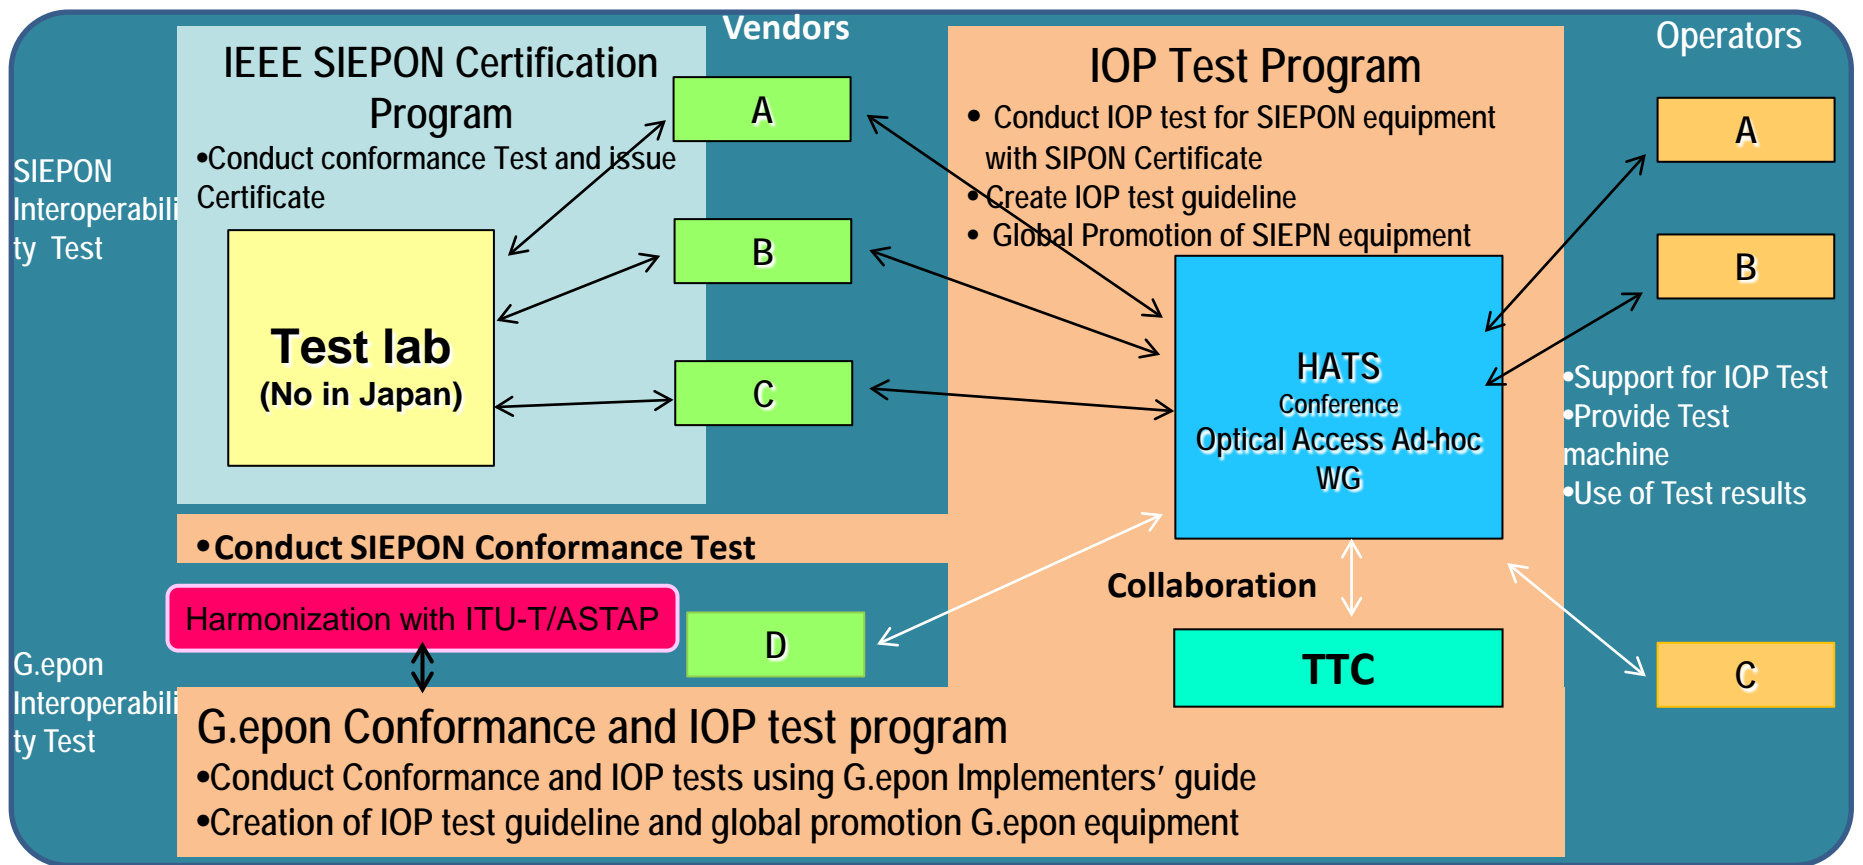 Vendors
Operators
IEEE SIEPON Certification
Program
•Conduct conformance Test and issue
Certificate
SIEPON
Interoperabili
ty Test
Test lab
(No in Japan)
A
B
C
IOP Test Program
• Conduct IOP test for SIEPON equipment
with SIPON Certificate
• Create IOP test guideline
• Global Promotion of SIEPN equipment
HATS
Conference
Optical Access Ad-hoc
WG
A
B
•Support for IOP Test
•Provide Test
machine
•Use of Test results
•Conduct SIEPON Conformance Test
Harmonization with ITU-T/ASTAP
D
Collaboration
TTC
C
G.epon
Interoperabili
ty Test
G.epon Conformance and IOP test program
•Conduct Conformance and IOP tests using G.epon Implementers’ guide
•Creation of IOP test guideline and global promotion G.epon equipment